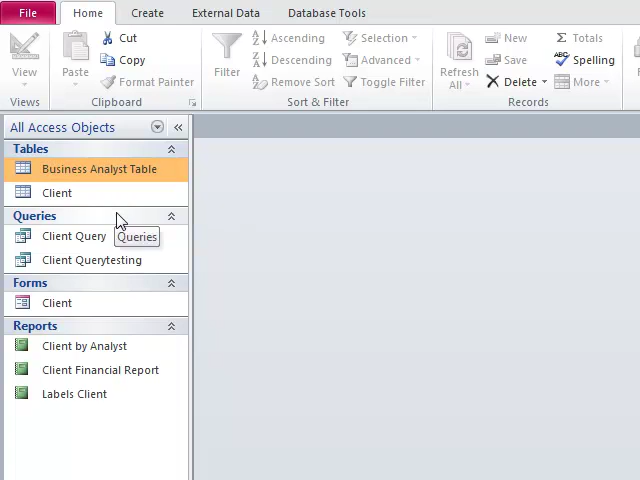 File Home Create External Data Database Tools
View
Views
Paste
Cut
Copy
Format Painter
Clipboard
Filter
Ascending
Descending
Remove Sort
Selection
Advanced
Toggle Filter
Sort & Filter
Refresh
All
New
Save
Delete
Totals
Spelling
More
Records
All Access Objects
Tables
Business Analyst Table
Client
Queries
Client Query
Queries
Client Querytesting
Forms
Client
Reports
Client by Analyst
Client Financial Report
Labels Client